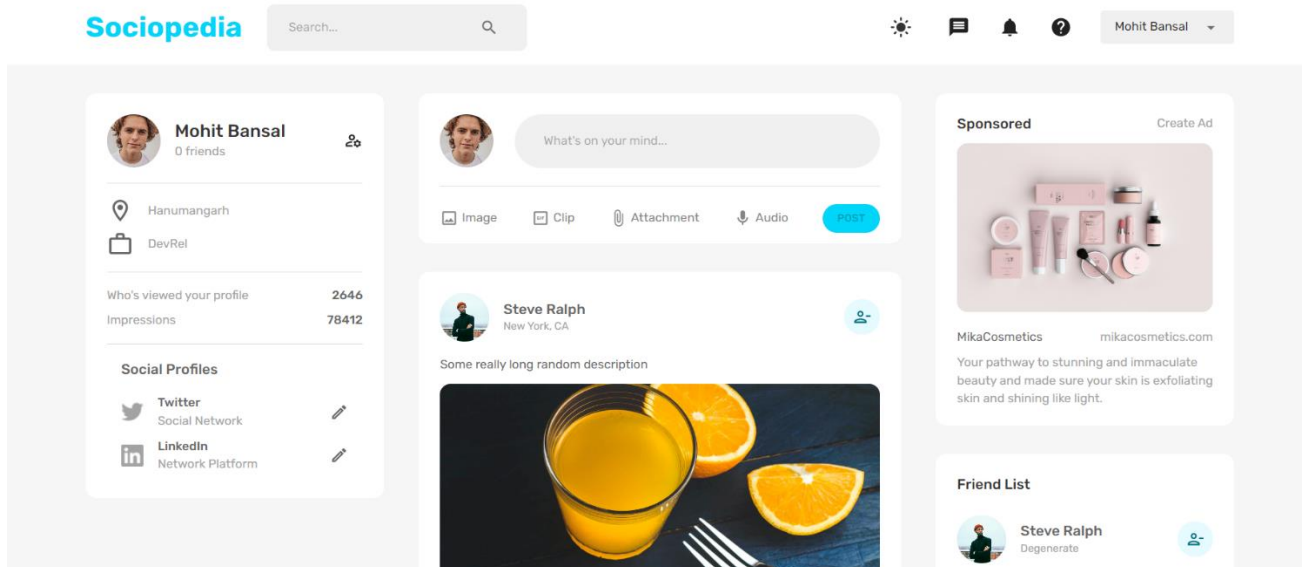 Sociopedia
Search...
Mohit Bansal
Mohit Bansal
0 friends
Hanumangarh
DevRel
Who's viewed your profile 2646
Impressions 78412
Social Profiles
Twitter
Social Network
LinkedIn
Network Platform
What's on your mind...
Image Clip Attachment Audio POST
Steve Ralph
New York, CA
Some really long random description
Sponsored Create Ad
MikaCosmetics mikacosmetics.com
Your pathway to stunning and immaculate
beauty and made sure your skin is exfoliating
skin and shining like light.
Friend List
Steve Ralph
Degenerate